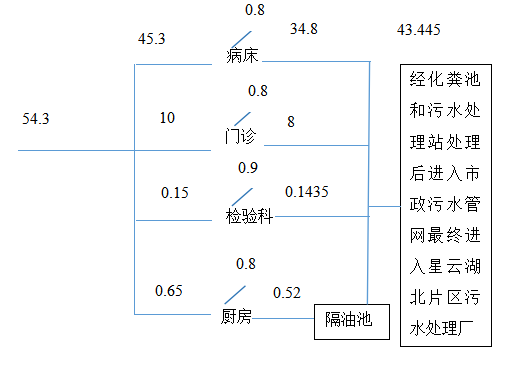 0.8
45.3
34.8
43.445
病床
54.3
10
0.8
8
门诊
0.15
0.9
0.1435
检验科
0.65
0.8
0.52
厨房
隔油池
经化粪池
和污水处
理站处理
后进入市
政污水管
网最终进
入星云湖
北片区污
水处理厂